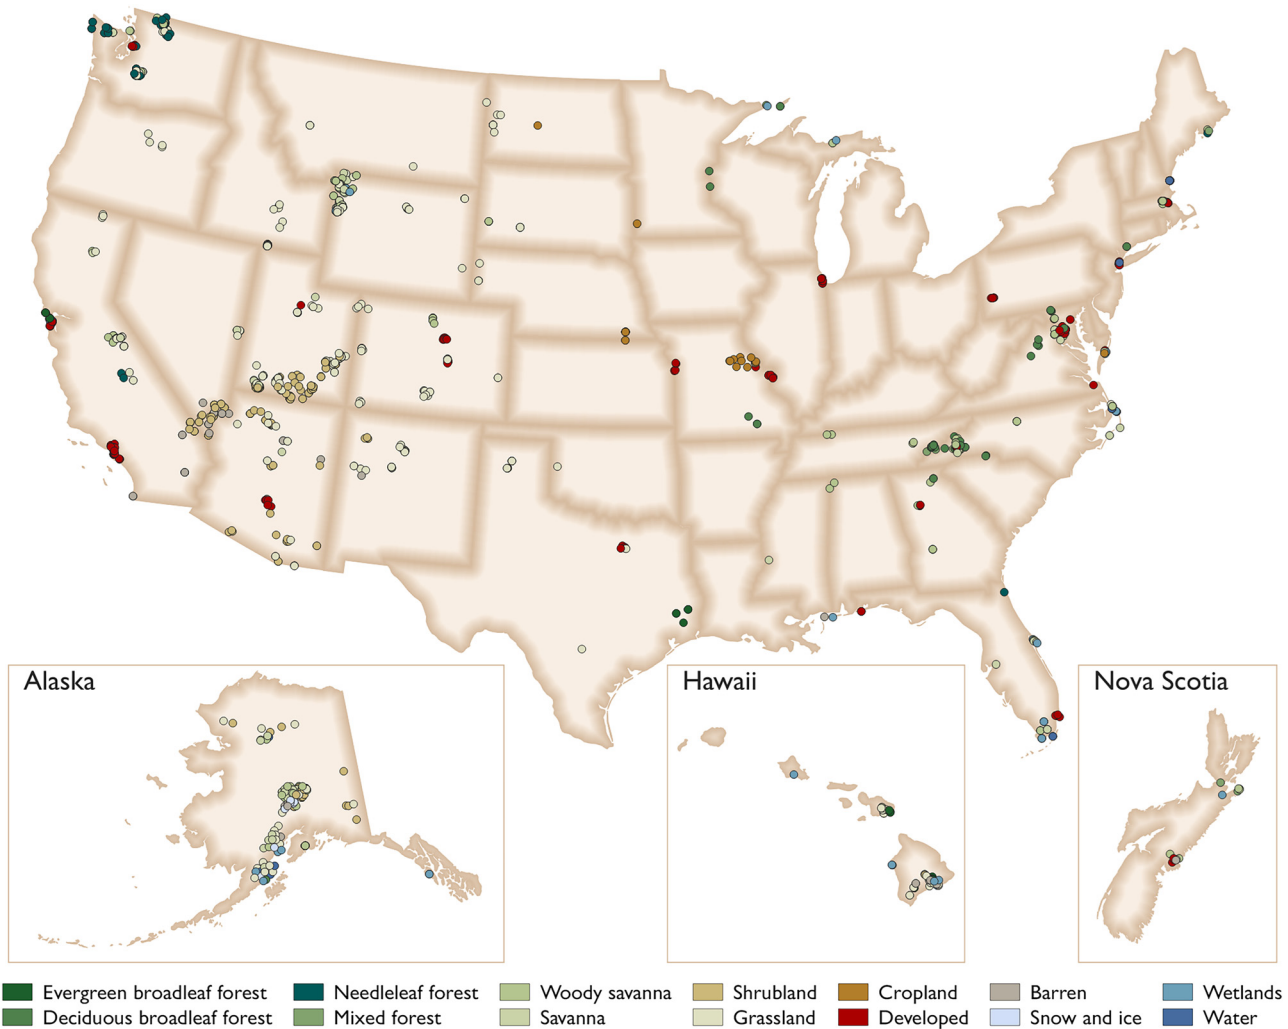 Alaska
Hawaii
Nova Scotia
Evergreen broadleaf forest Needleleaf forest Woody savanna Shrubland Cropland Barren Wetlands
Deciduous broadleaf forest Mixed forest Savanna Grassland Developed Snow and ice Water